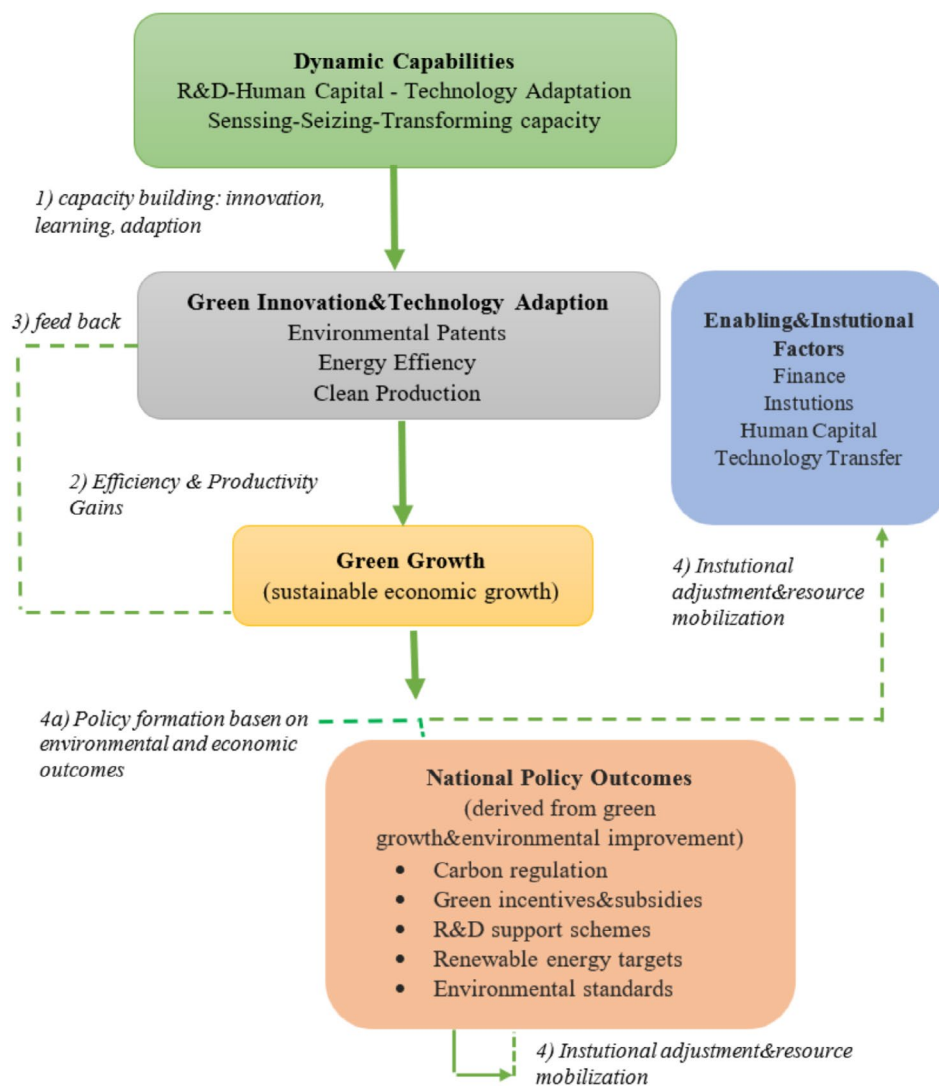 Dynamic Capabilities
R&D-Human Capital - Technology Adaptation
Senssing-Seizing-Transforming capacity
1) capacity building: innovation,
learning, adaption
Green Innovation&Technology Adaption
Environmental Patents
Energy Effiency
Clean Production
Enabling&Instutional
Factors
Finance
Instutions
Human Capital
Technology Transfer
3) feed back
2) Efficiency & Productivity
Gains
Green Growth
(sustainable economic growth)
4) Instutional
adjustment&resource
mobilization
4a) Policy formation basen on
environmental and economic
outcomes
National Policy Outcomes
(derived from green
growth&environmental improvement)
• Carbon regulation
• Green incentives&subsidies
• R&D support schemes
• Renewable energy targets
• Environmental standards
4) Instutional adjustment&resource
mobilization